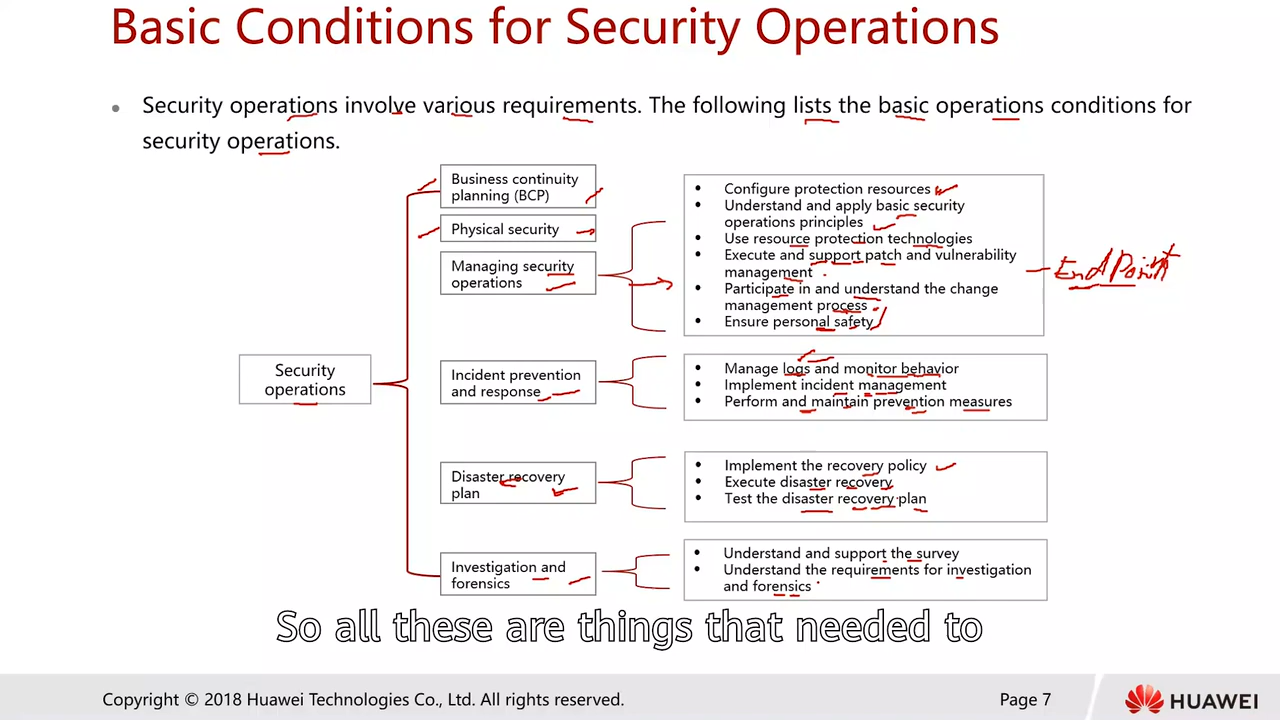 Basic Conditions for Security Operations
• Security operations involve various requirements. The following lists the basic operations conditions for
security operations.
Security
operations
Business continuity
planning (BCP)
Physical security
Managing security
operations
• Configure protection resources
• Understand and apply basic security
operations principles
• Use resource protection technologies
• Execute and support patch and vulnerability
management
• Participate in and understand the change
management process
• Ensure personal safety
End Point
Incident prevention
and response
• Manage logs and monitor behavior
• Implement incident management
• Perform and maintain prevention measures
Disaster recovery
plan
• Implement the recovery policy
• Execute disaster recovery
• Test the disaster recovery plan
Investigation and
forensics
• Understand and support the survey
• Understand the requirements for investigation
and forensics
So all these are things that needed to
Copyright © 2018 Huawei Technologies Co., Ltd. All rights reserved.
Page 7
HUAWEI